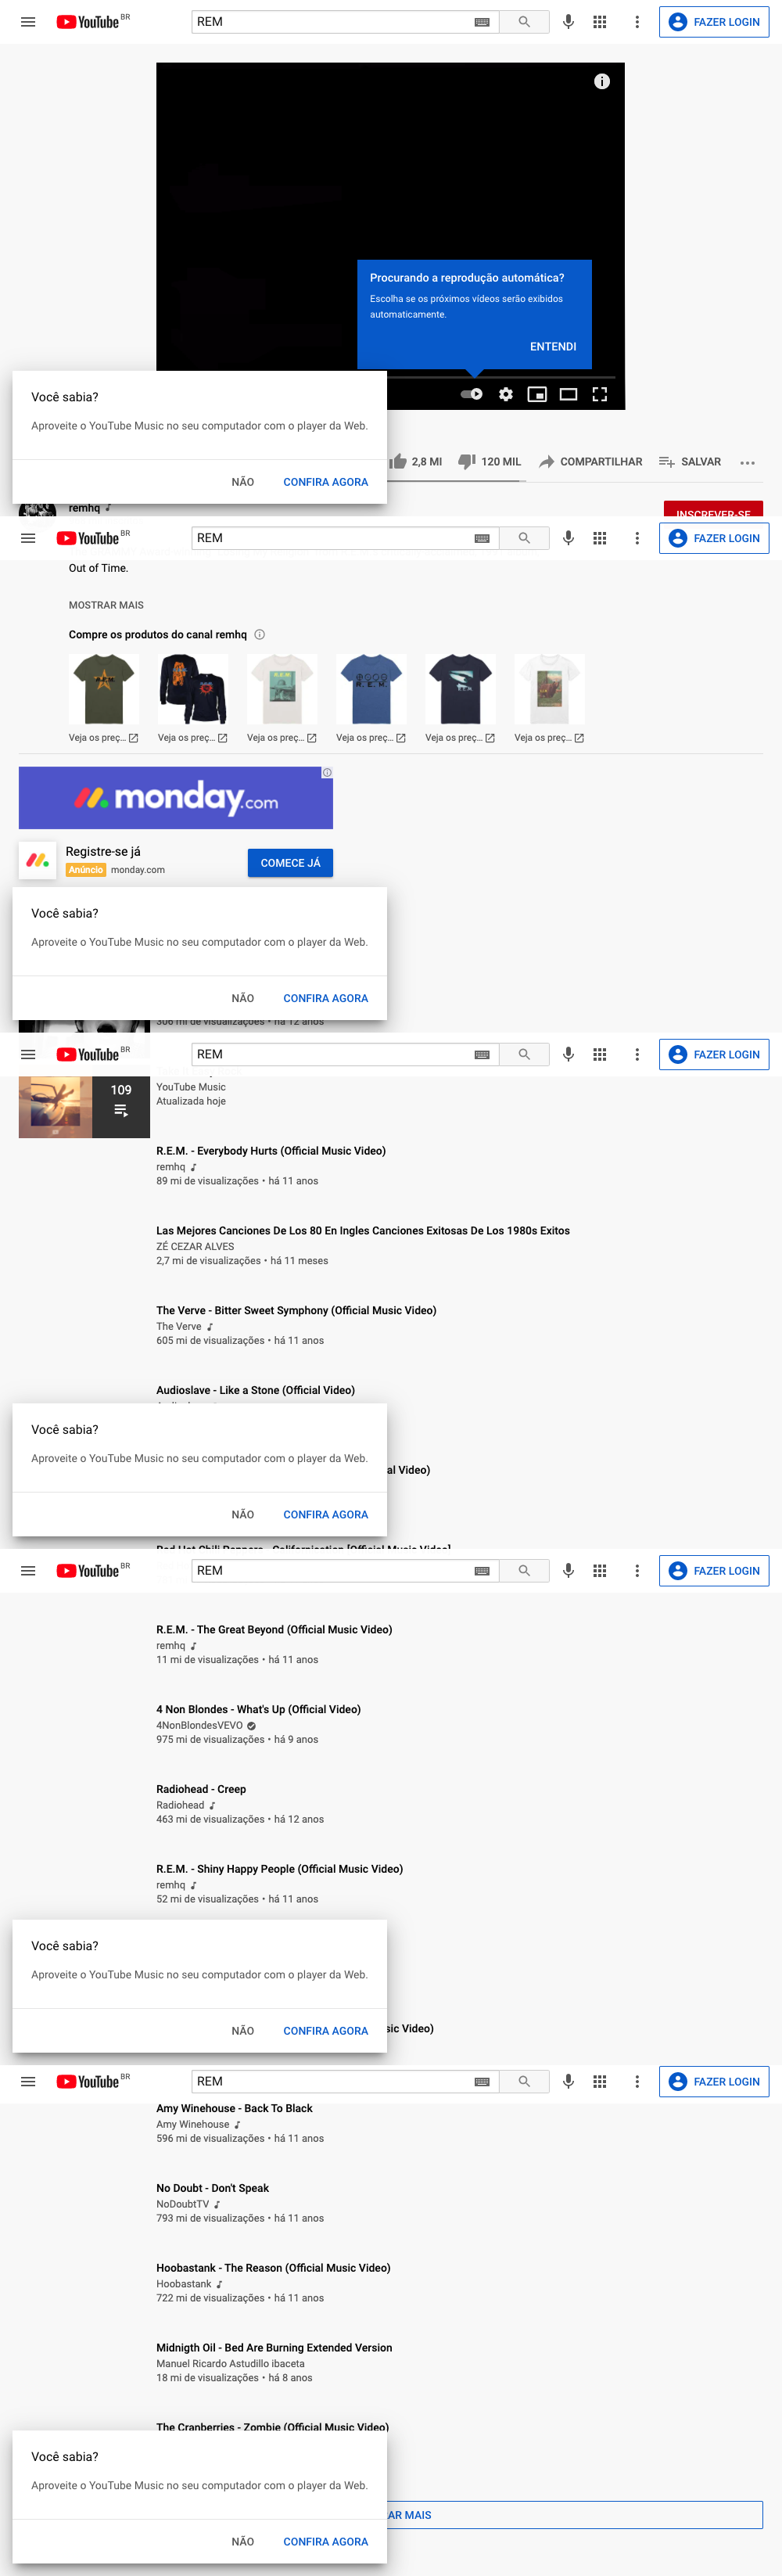 YouTube BR
REM
FAZER LOGIN
Procurando a reprodução automática?
Escolha se os próximos vídeos serão exibidos
automaticamente.
ENTENDI
Você sabia?
Aproveite o YouTube Music no seu computador com o player da Web.
NÃO CONFIRA AGORA
2,8 MI 120 MIL COMPARTILHAR SALVAR
remhq
INSCREVER-SE
YouTube BR
REM
FAZER LOGIN
Out of Time.
MOSTRAR MAIS
Compre os produtos do canal remhq
Veja os preç... Veja os preç... Veja os preç... Veja os preç... Veja os preç... Veja os preç...
monday.com
Registre-se já
Anúncio monday.com
COMECE JÁ
Você sabia?
Aproveite o YouTube Music no seu computador com o player da Web.
NÃO CONFIRA AGORA
306 mi de visualizações • há 12 anos
YouTube BR
REM
FAZER LOGIN
109
YouTube Music
Atualizada hoje
R.E.M. - Everybody Hurts (Official Music Video)
remhq
89 mi de visualizações • há 11 anos
Las Mejores Canciones De Los 80 En Ingles Canciones Exitosas De Los 1980s Exitos
ZÉ CEZAR ALVES
2,7 mi de visualizações • há 11 meses
The Verve - Bitter Sweet Symphony (Official Music Video)
The Verve
605 mi de visualizações • há 11 anos
Audioslave - Like a Stone (Official Video)
Você sabia?
Aproveite o YouTube Music no seu computador com o player da Web.
al Video)
NÃO CONFIRA AGORA
Red Hot Chili Peppers - Californication [Official Music Video]
YouTube BR
REM
FAZER LOGIN
R.E.M. - The Great Beyond (Official Music Video)
remhq
11 mi de visualizações • há 11 anos
4 Non Blondes - What's Up (Official Video)
4NonBlondesVEVO
975 mi de visualizações • há 9 anos
Radiohead - Creep
Radiohead
463 mi de visualizações • há 12 anos
R.E.M. - Shiny Happy People (Official Music Video)
remhq
52 mi de visualizações • há 11 anos
Você sabia?
Aproveite o YouTube Music no seu computador com o player da Web.
NÃO CONFIRA AGORA
sic Video)
YouTube BR
REM
FAZER LOGIN
Amy Winehouse - Back To Black
Amy Winehouse
596 mi de visualizações • há 11 anos
No Doubt - Don't Speak
NoDoubtTV
793 mi de visualizações • há 11 anos
Hoobastank - The Reason (Official Music Video)
Hoobastank
722 mi de visualizações • há 11 anos
Midnigth Oil - Bed Are Burning Extended Version
Manuel Ricardo Astudillo ibaceta
18 mi de visualizações • há 8 anos
The Cranberries - Zombie (Official Music Video)
Você sabia?
Aproveite o YouTube Music no seu computador com o player da Web.
AR MAIS
NÃO CONFIRA AGORA